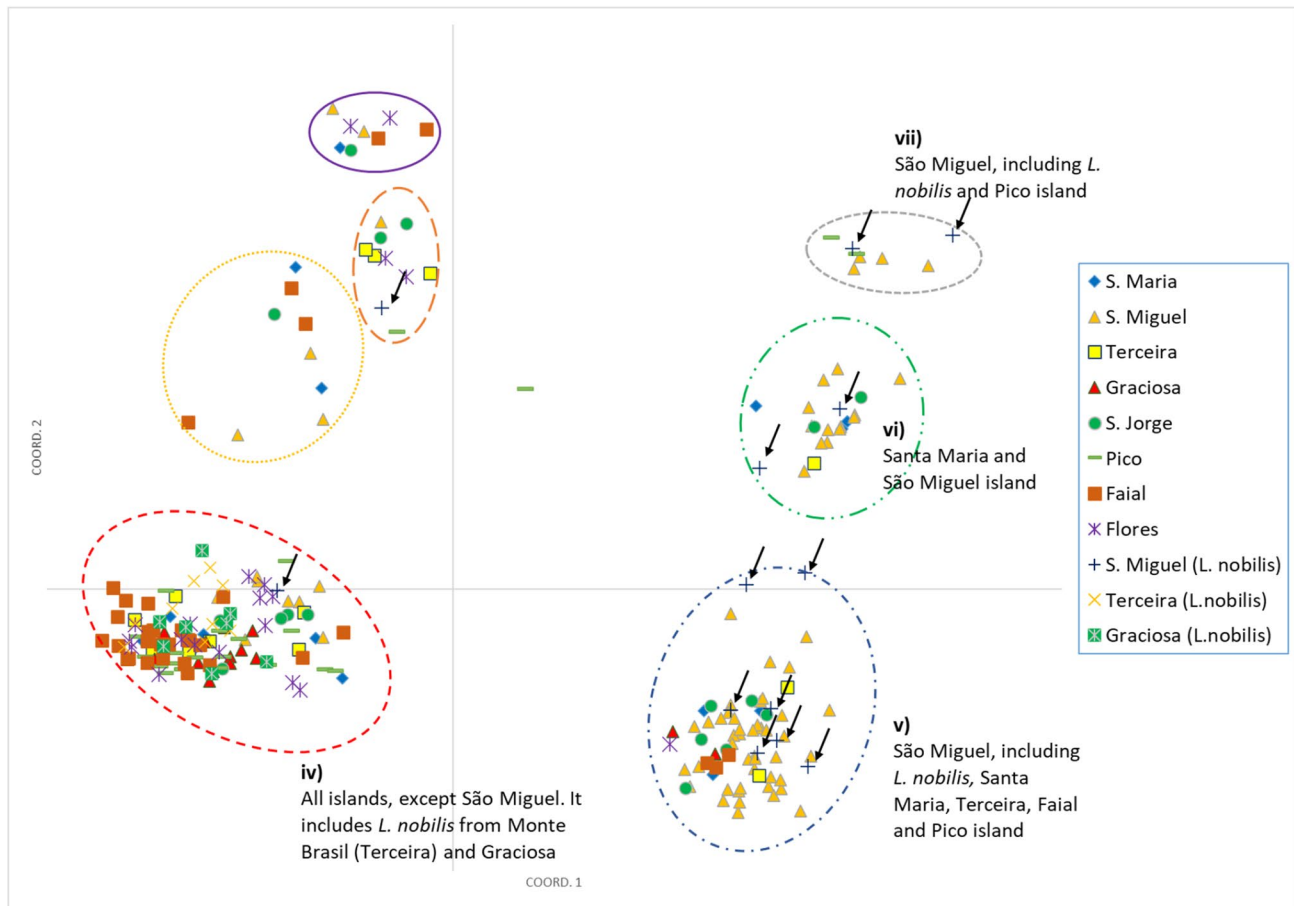 vii)
São Miguel, including L.
nobilis and Pico island
S. Maria
S. Miguel
Terceira
Graciosa
S. Jorge
Pico
Faial
Flores
S. Miguel (L. nobilis)
Terceira (L.nobilis)
Graciosa (L.nobilis)
COORD. 2
vi)
Santa Maria and
São Miguel island
iv)
All islands, except São Miguel. It
includes L. nobilis from Monte
Brasil (Terceira) and Graciosa
v)
São Miguel, including
L. nobilis, Santa
Maria, Terceira, Faial
and Pico island
COORD. 1